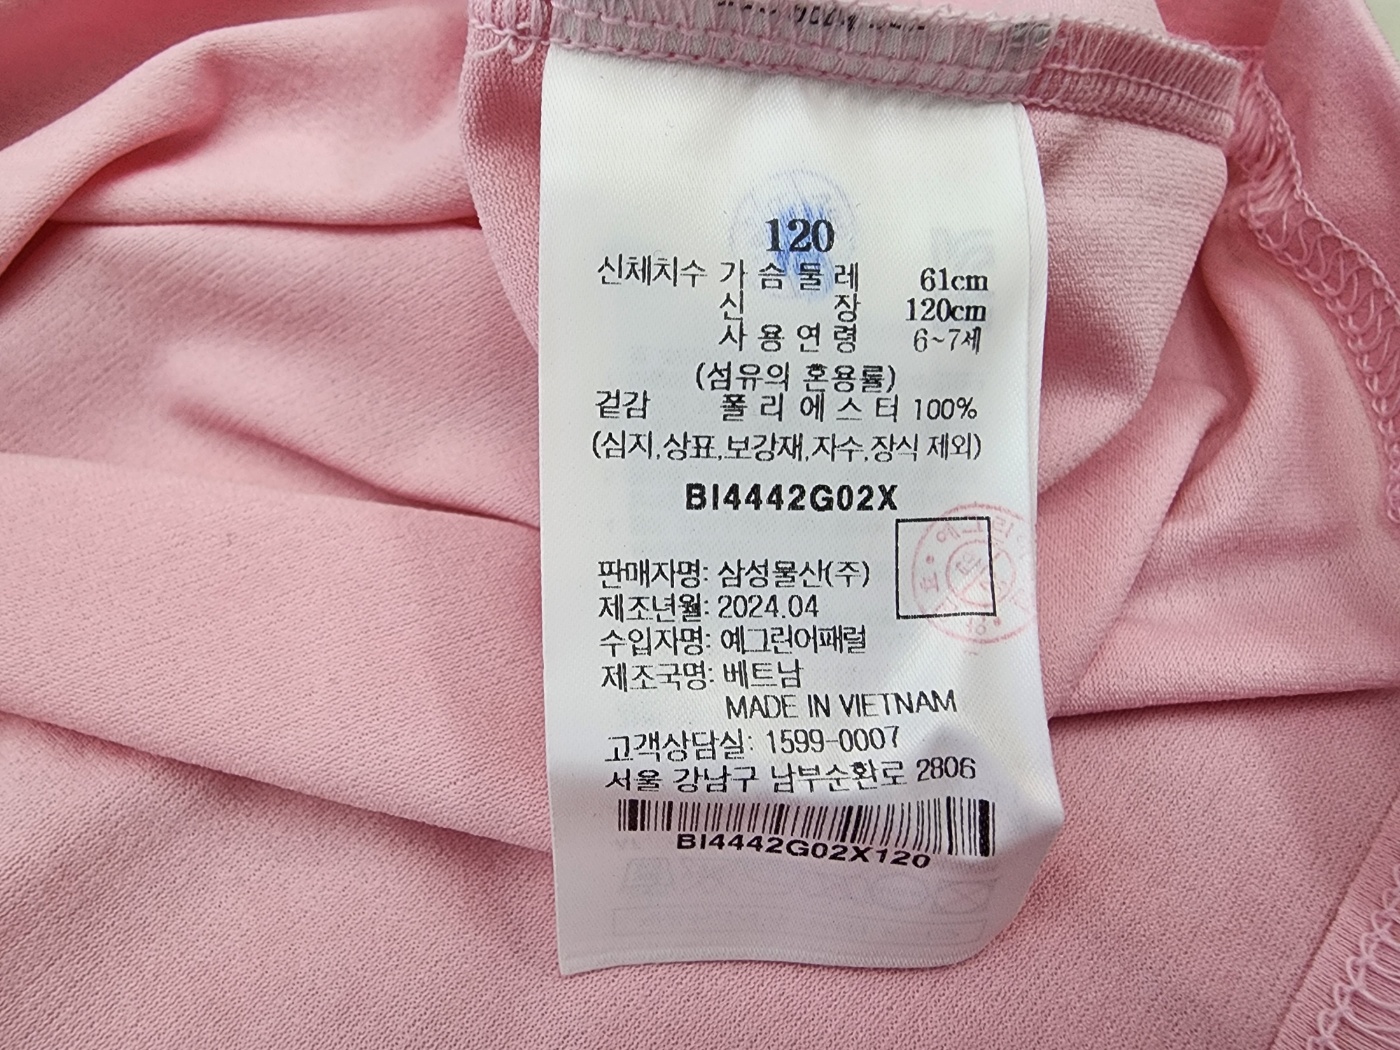 120
신체치수 가슴둘레 61cm
신장 120cm
사용연령 6~7세
(섬유의 혼용률)
겉감 폴리에스터 100%
(심지,상표,보강재,자수,장식 제외)
BI4442G02X
판매자명: 삼성물산(주)
제조년월: 2024.04
수입자명: 예그린어패럴
제조국명: 베트남
MADE IN VIETNAM
고객상담실: 1599-0007
서울 강남구 남부순환로 2806
BI4442G02X120